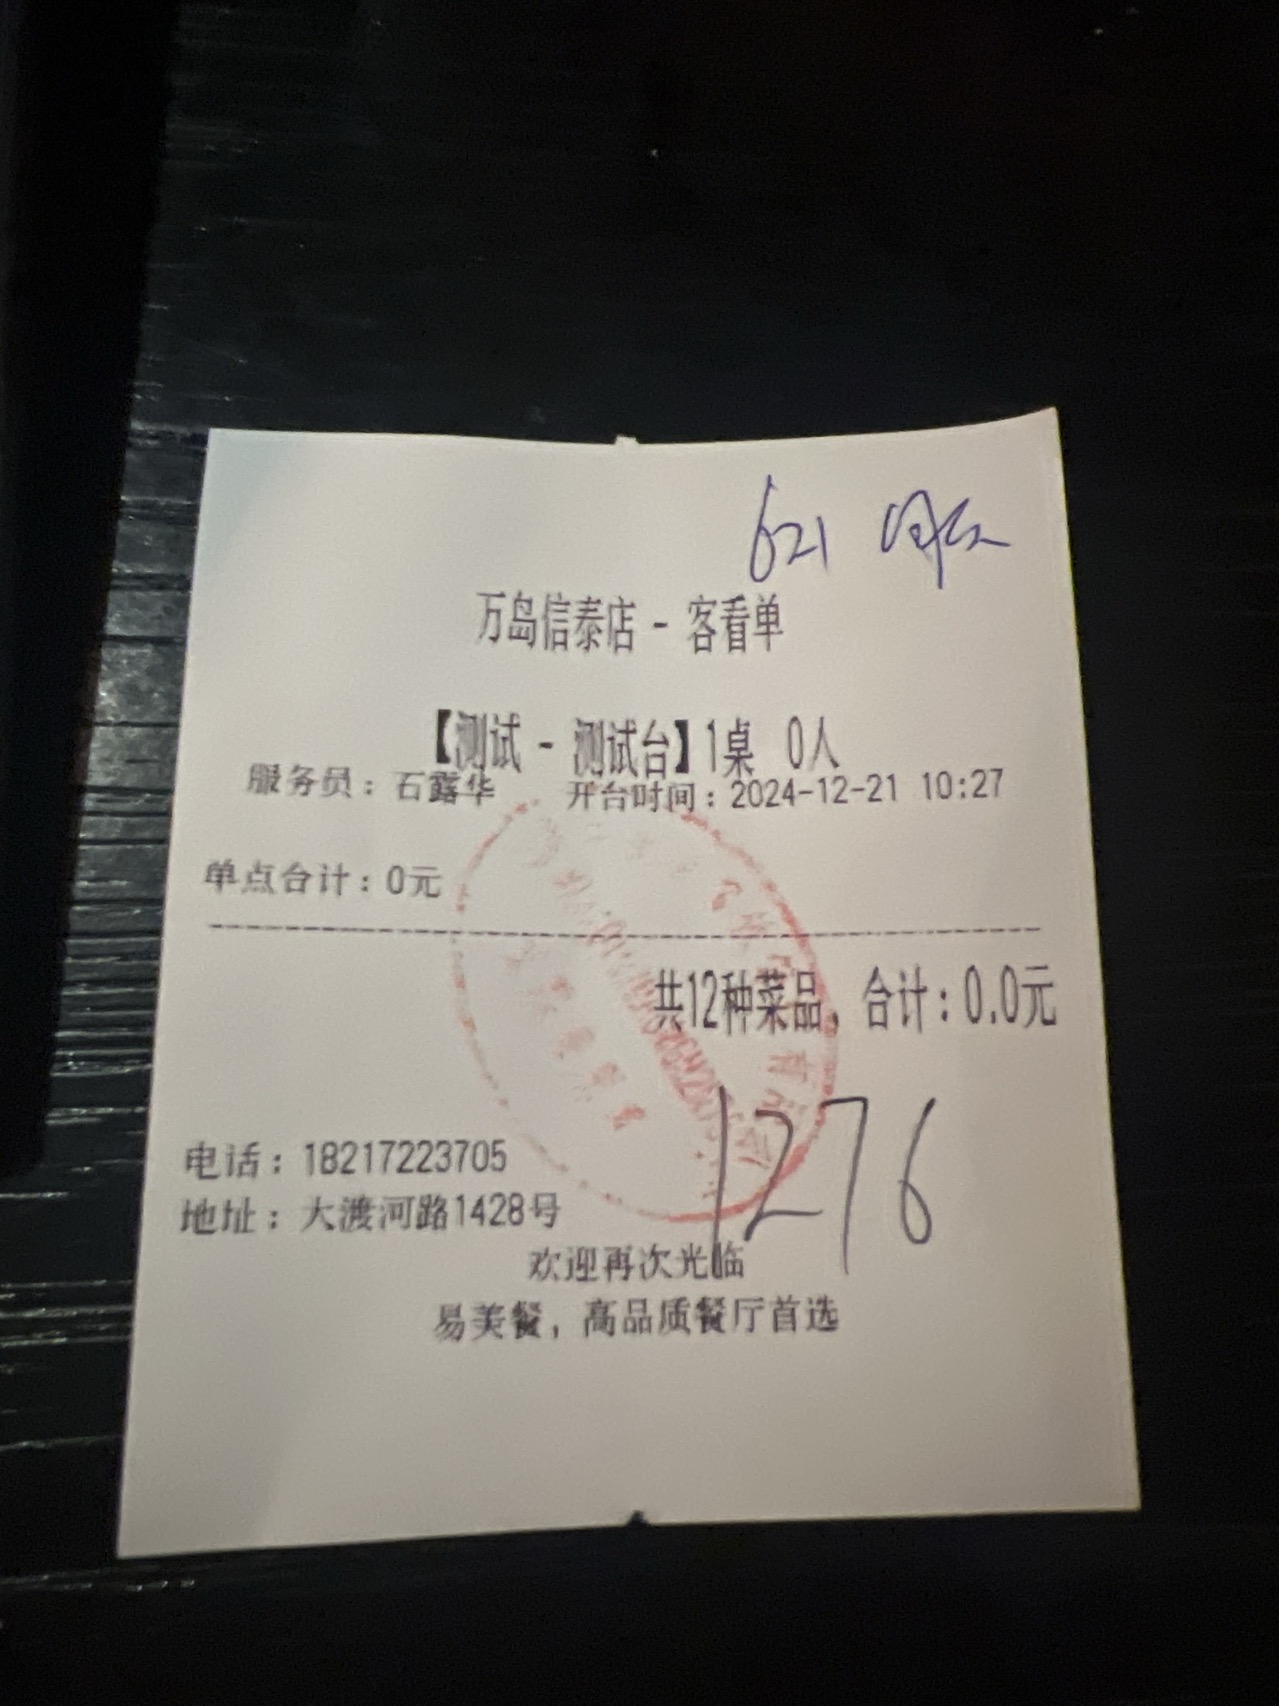 621
万岛信泰店 - 客看单
【测试 - 测试台】1桌 0人
服务员：石露华 开台时间：2024-12-21 10:27
单点合计：0元
共12种菜品，合计：0.0元
1276
电话：18217223705
地址：大渡河路1428号
欢迎再次光临
易美餐，高品质餐厅首选